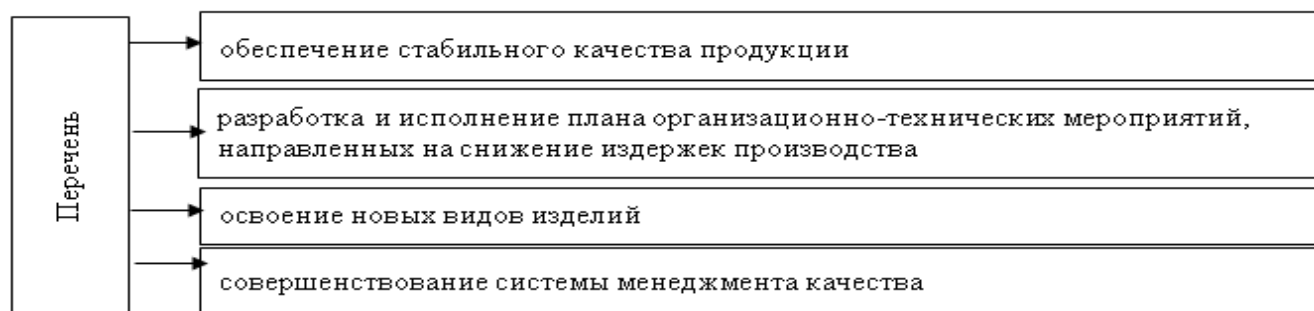 Перечень
обеспечение стабильного качества продукции
разработка и исполнение плана организационно-технических мероприятий,
направленных на снижение издержек производства
освоение новых видов изделий
совершенствование системы менеджмента качества